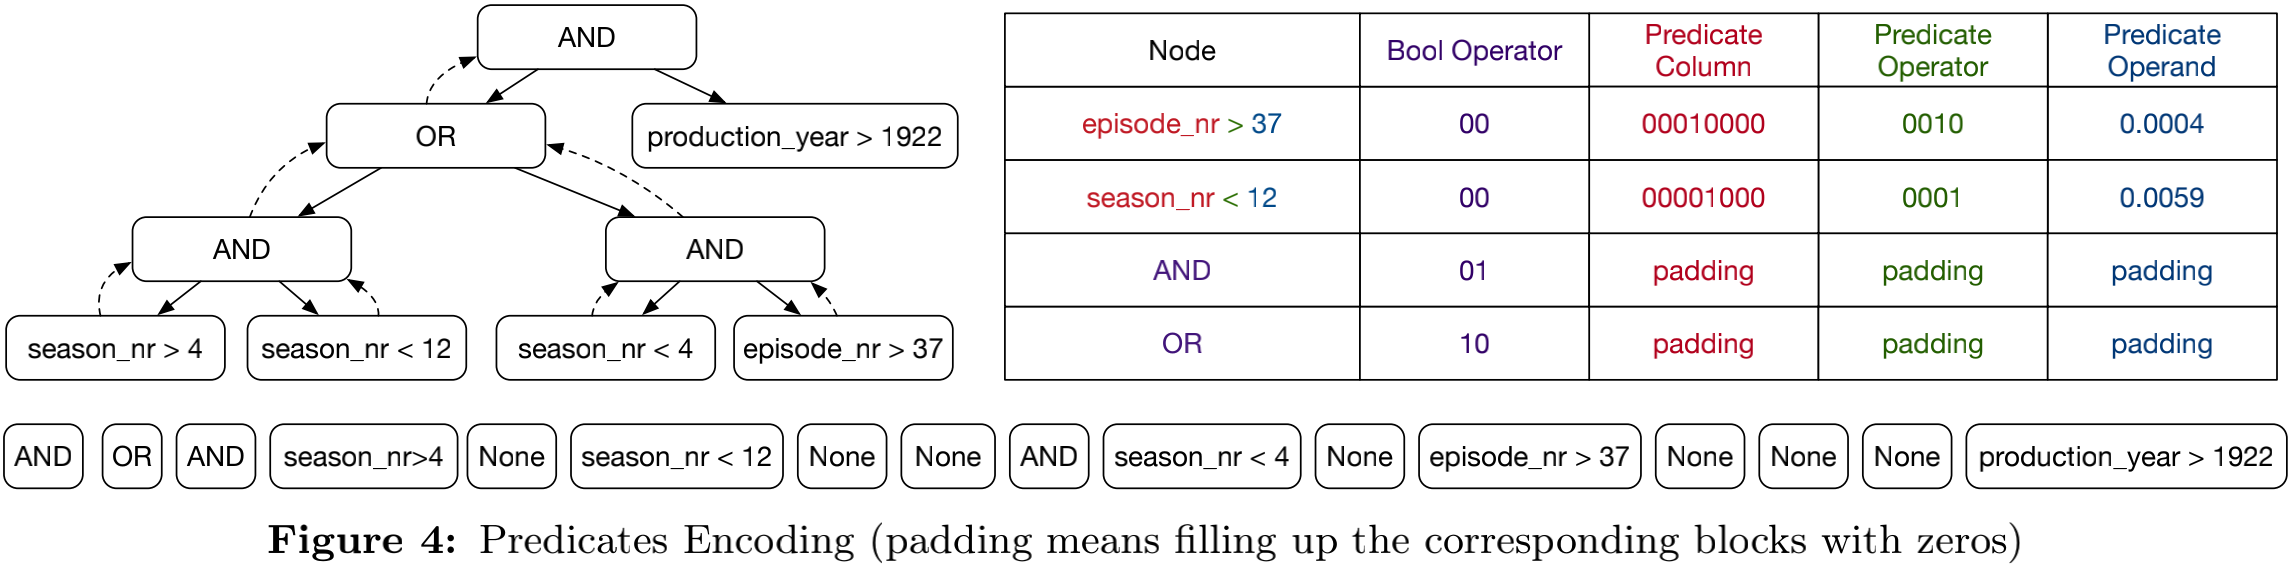 AND
OR
production_year > 1922
AND
AND
season_nr > 4
season_nr < 12
season_nr < 4
episode_nr > 37
Node
Bool Operator
Predicate
Column
Predicate
Operator
Predicate
Operand
episode_nr > 37
00
00010000
0010
0.0004
season_nr < 12
00
00001000
0001
0.0059
AND
01
padding
padding
padding
OR
10
padding
padding
padding
AND
OR
AND
season_nr>4
None
season_nr < 12
None
None
AND
season_nr < 4
None
episode_nr > 37
None
None
None
production_year > 1922
Figure 4: Predicates Encoding (padding means filling up the corresponding blocks with zeros)